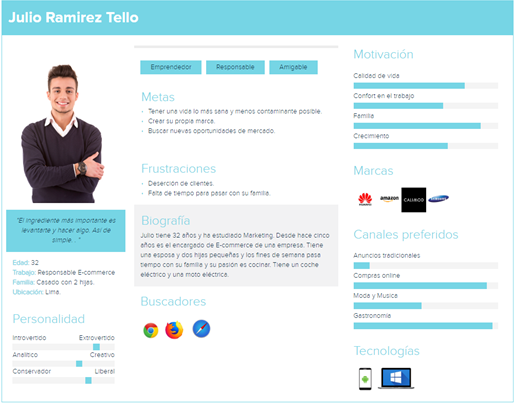 Julio Ramirez Tello
"El ingrediente más importante es
levantarte y hacer algo. Así de
simple..."
Edad: 32
Trabajo: Responsable E-commerce
Familia: Casado con 2 hijas.
Ubicación: Lima.
Personalidad
Introvertido Extrovertido
Analítico Creativo
Conservador Liberal
Emprendedor Responsable Amigable
Metas
Tener una vida lo más sana y menos contaminante posible.
Crear su propia marca.
Buscar nuevas oportunidades de mercado.
Frustraciones
Deserción de clientes.
Falta de tiempo para pasar con su familia.
Biografía
Julio tiene 32 años y ha estudiado Marketing. Desde hace cinco
años es el encargado de E-commerce de una empresa. Tiene
una esposa y dos hijas pequeñas y los fines de semana pasa
tiempo con su familia y su pasión es cocinar. Tiene un coche
eléctrico y una moto eléctrica.
Buscadores
Motivación
Calidad de vida
Confort en el trabajo
Familia
Crecimiento
Marcas
HUAWEI amazon SAMSUNG
Canales preferidos
Anuncios tradicionales
Compras online
Moda y Musica
Gastronomia
Tecnologías